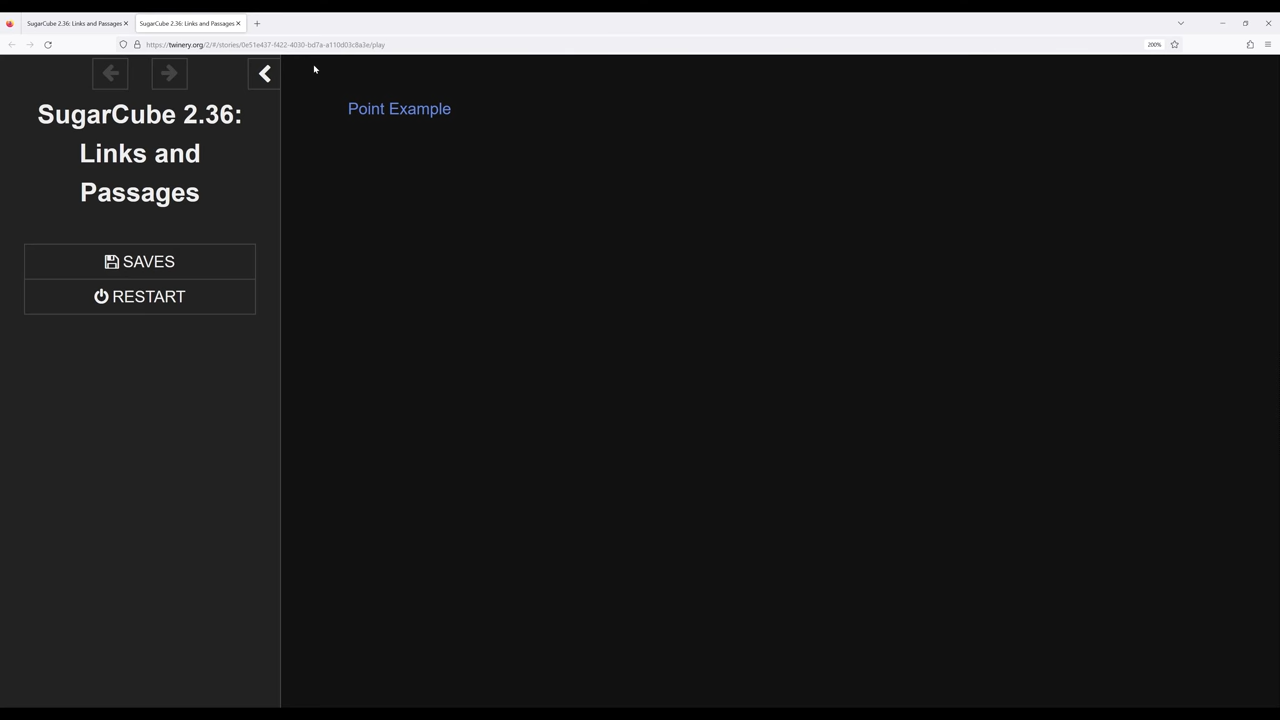 SugarCube 2.36: Links and Passages
SugarCube 2.36: Links and Passages
https://twinery.org/2/#/stories/0e51e437-f422-4030-bd7a-a110d03c8a3e/play
200%
SugarCube 2.36:
Links and
Passages
SAVES
RESTART
Point Example